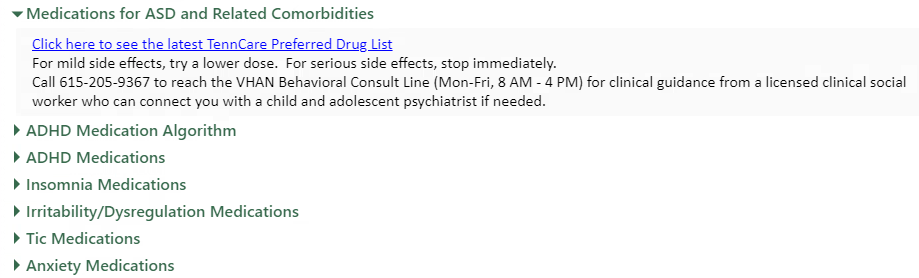 Medications for ASD and Related Comorbidities
Click here to see the latest TennCare Preferred Drug List
For mild side effects, try a lower dose.  For serious side effects, stop immediately.
Call 615-205-9367 to reach the VHAN Behavioral Consult Line (Mon-Fri, 8 AM - 4 PM) for clinical guidance from a licensed clinical social
worker who can connect you with a child and adolescent psychiatrist if needed.
ADHD Medication Algorithm
ADHD Medications
Insomnia Medications
Irritability/Dysregulation Medications
Tic Medications
Anxiety Medications